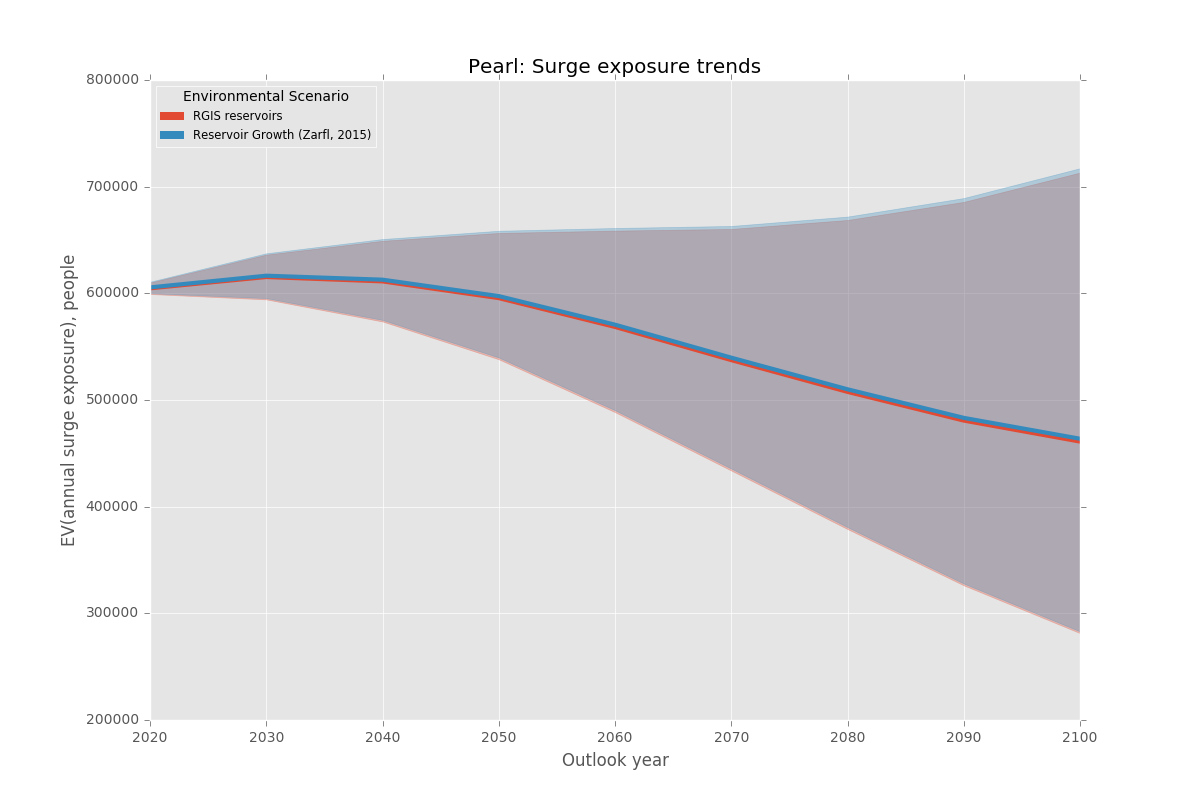 Pearl: Surge exposure trends
800000
700000
600000
500000
400000
300000
200000
EV(annual surge exposure), people
Environmental Scenario
RGIS reservoirs
Reservoir Growth (Zarfl, 2015)
2020 2030 2040 2050 2060 2070 2080 2090 2100
Outlook year